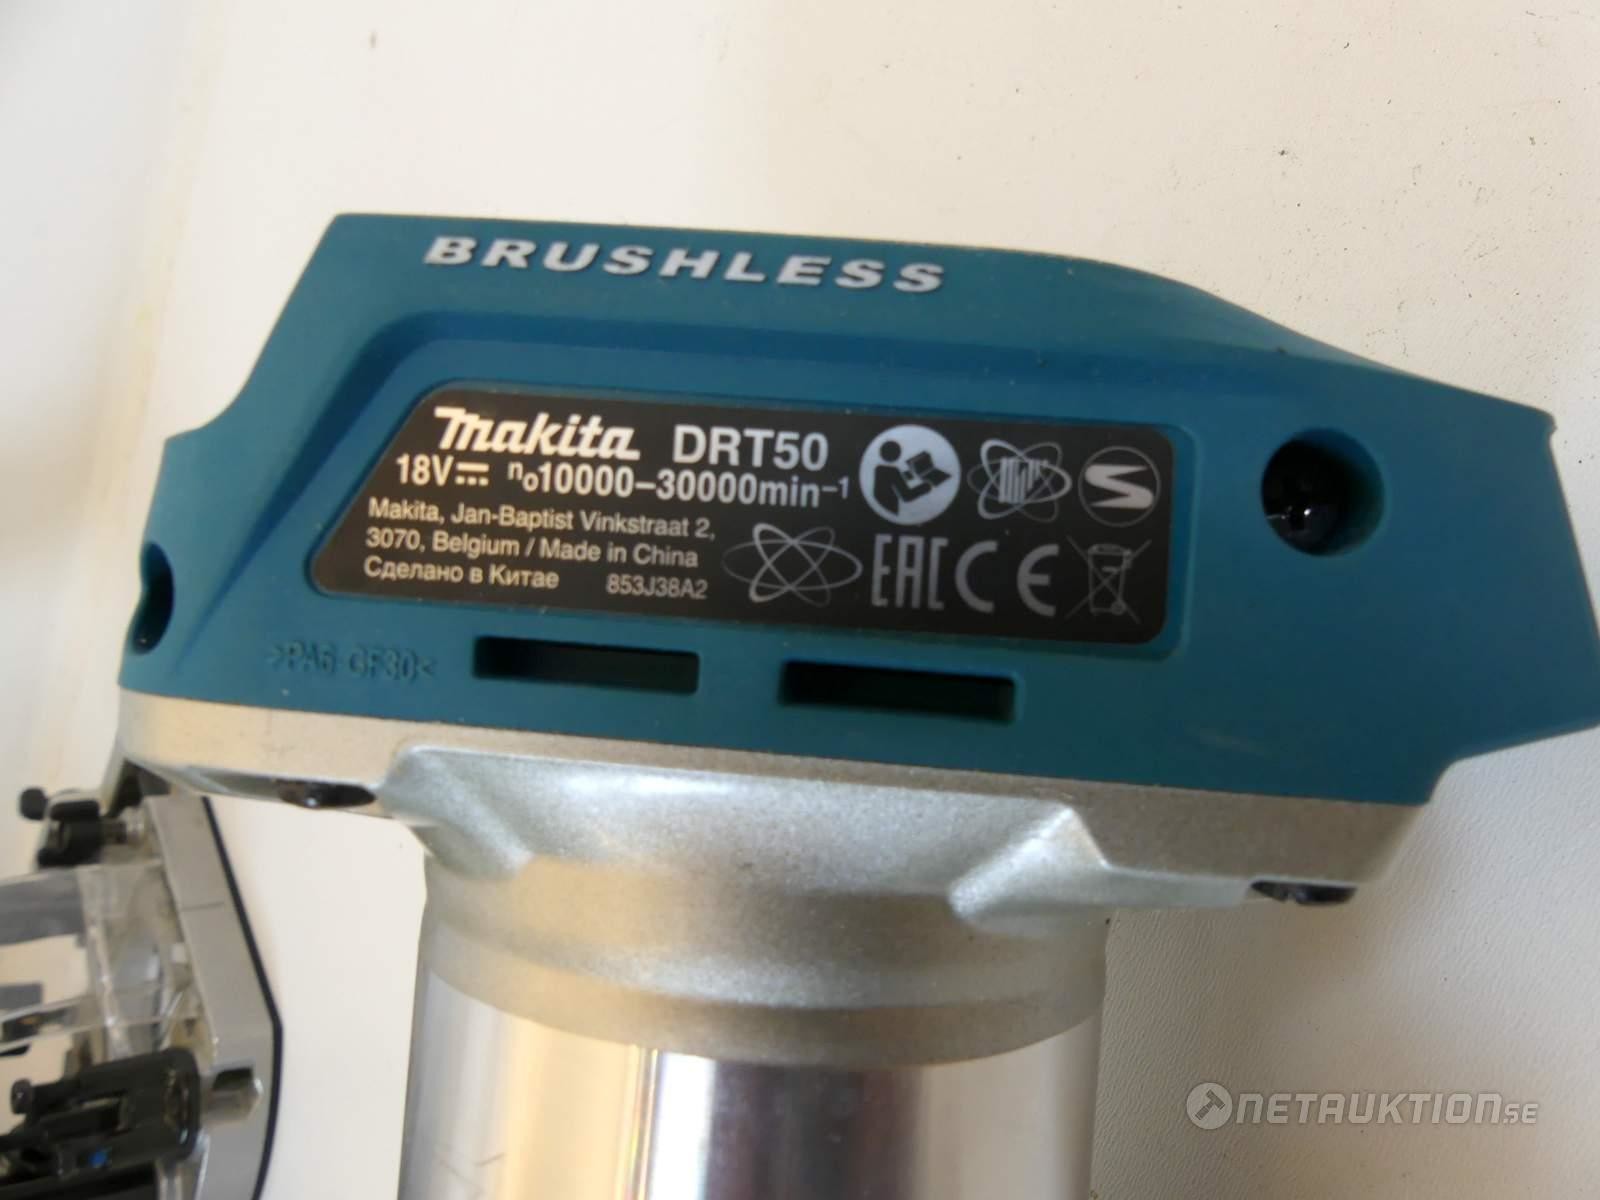 BRUSHLESS
makita DRT50
18V n₀10000–30000min⁻¹
Makita, Jan-Baptist Vinkstraat 2,
3070, Belgium / Made in China
Сделано в Китае 853J38A2
EAC CE
>PA6-GF30<
NETAUKTION.SE